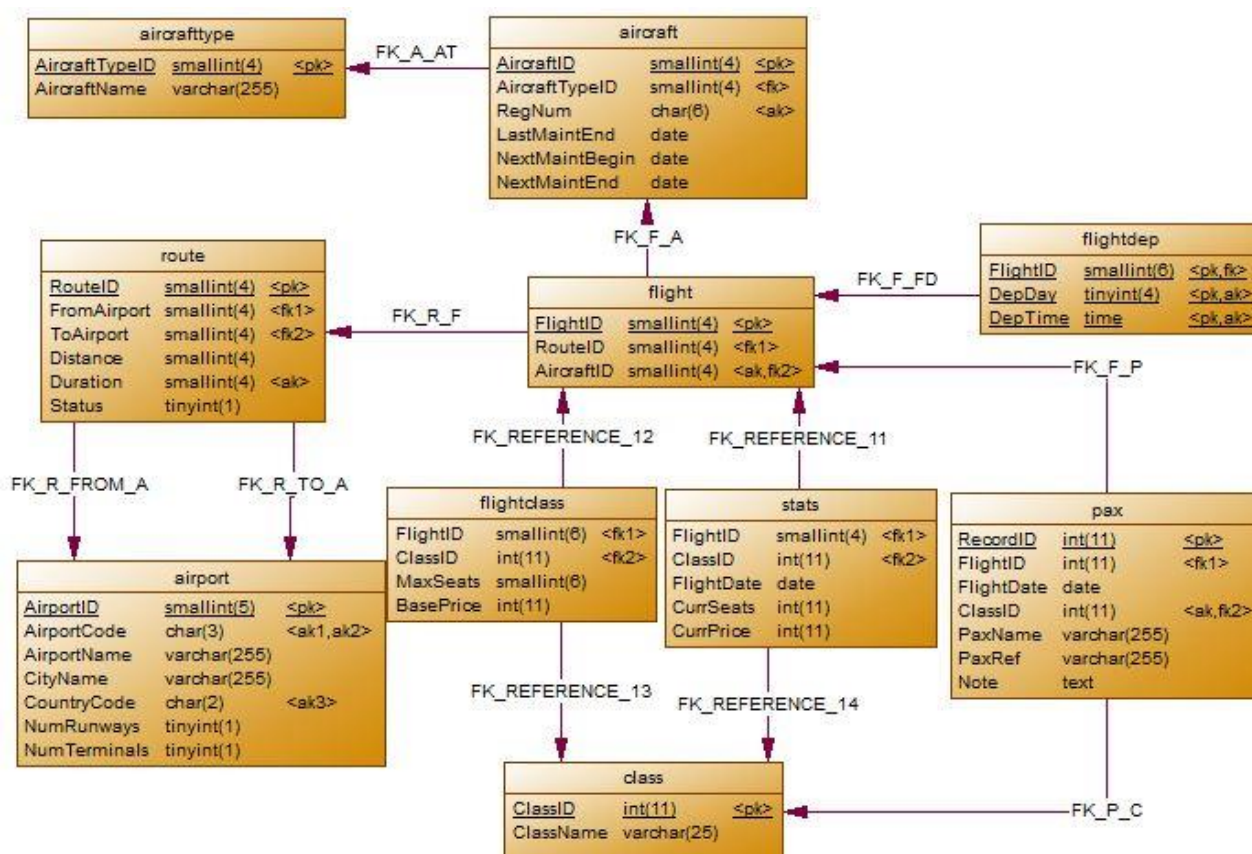 aircrafttype
AircraftTypeID smallint(4) <pk>
AircraftName varchar(255)
FK_A_AT
aircraft
AircraftID smallint(4) <pk>
AircraftTypeID smallint(4) <fk>
RegNum char(6) <ak>
LastMaintEnd date
NextMaintBegin date
NextMaintEnd date
FK_F_A
route
RouteID smallint(4) <pk>
FromAirport smallint(4) <fk1>
ToAirport smallint(4) <fk2>
Distance smallint(4)
Duration smallint(4) <ak>
Status tinyint(1)
FK_R_F
flight
FlightID smallint(4) <pk>
RouteID smallint(4) <fk1>
AircraftID smallint(4) <ak,fk2>
FK_F_FD
flightdep
FlightID smallint(6) <pk,fk>
DepDay tinyint(4) <pk,ak>
DepTime time <pk,ak>
FK_F_P
FK_R_FROM_A
FK_R_TO_A
FK_REFERENCE_12
FK_REFERENCE_11
airport
AirportID smallint(5) <pk>
AirportCode char(3) <ak1,ak2>
AirportName varchar(255)
CityName varchar(255)
CountryCode char(2) <ak3>
NumRunways tinyint(1)
NumTerminals tinyint(1)
flightclass
FlightID smallint(6) <fk1>
ClassID int(11) <fk2>
MaxSeats smallint(6)
BasePrice int(11)
stats
FlightID smallint(4) <fk1>
ClassID int(11) <fk2>
FlightDate date
CurrSeats int(11)
CurrPrice int(11)
pax
RecordID int(11) <pk>
FlightID int(11) <fk1>
FlightDate date
ClassID int(11) <ak,fk2>
PaxName varchar(255)
PaxRef varchar(255)
Note text
FK_REFERENCE_13
FK_REFERENCE_14
class
ClassID int(11) <pk>
ClassName varchar(25)
FK_P_C